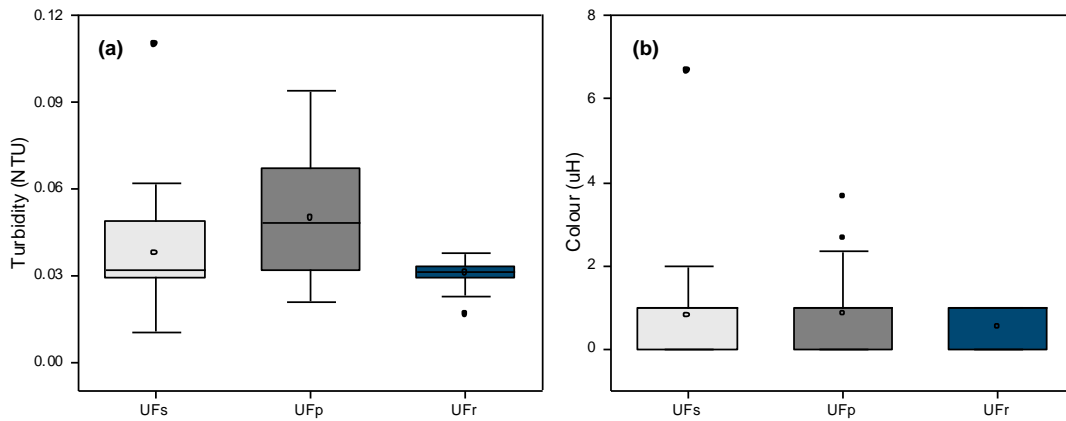 (a)
Turbidity (NTU)
0.12
0.09
0.06
0.03
0.00
UFs UFp UFr
(b)
Colour (uH)
8
6
4
2
0
UFs UFp UFr